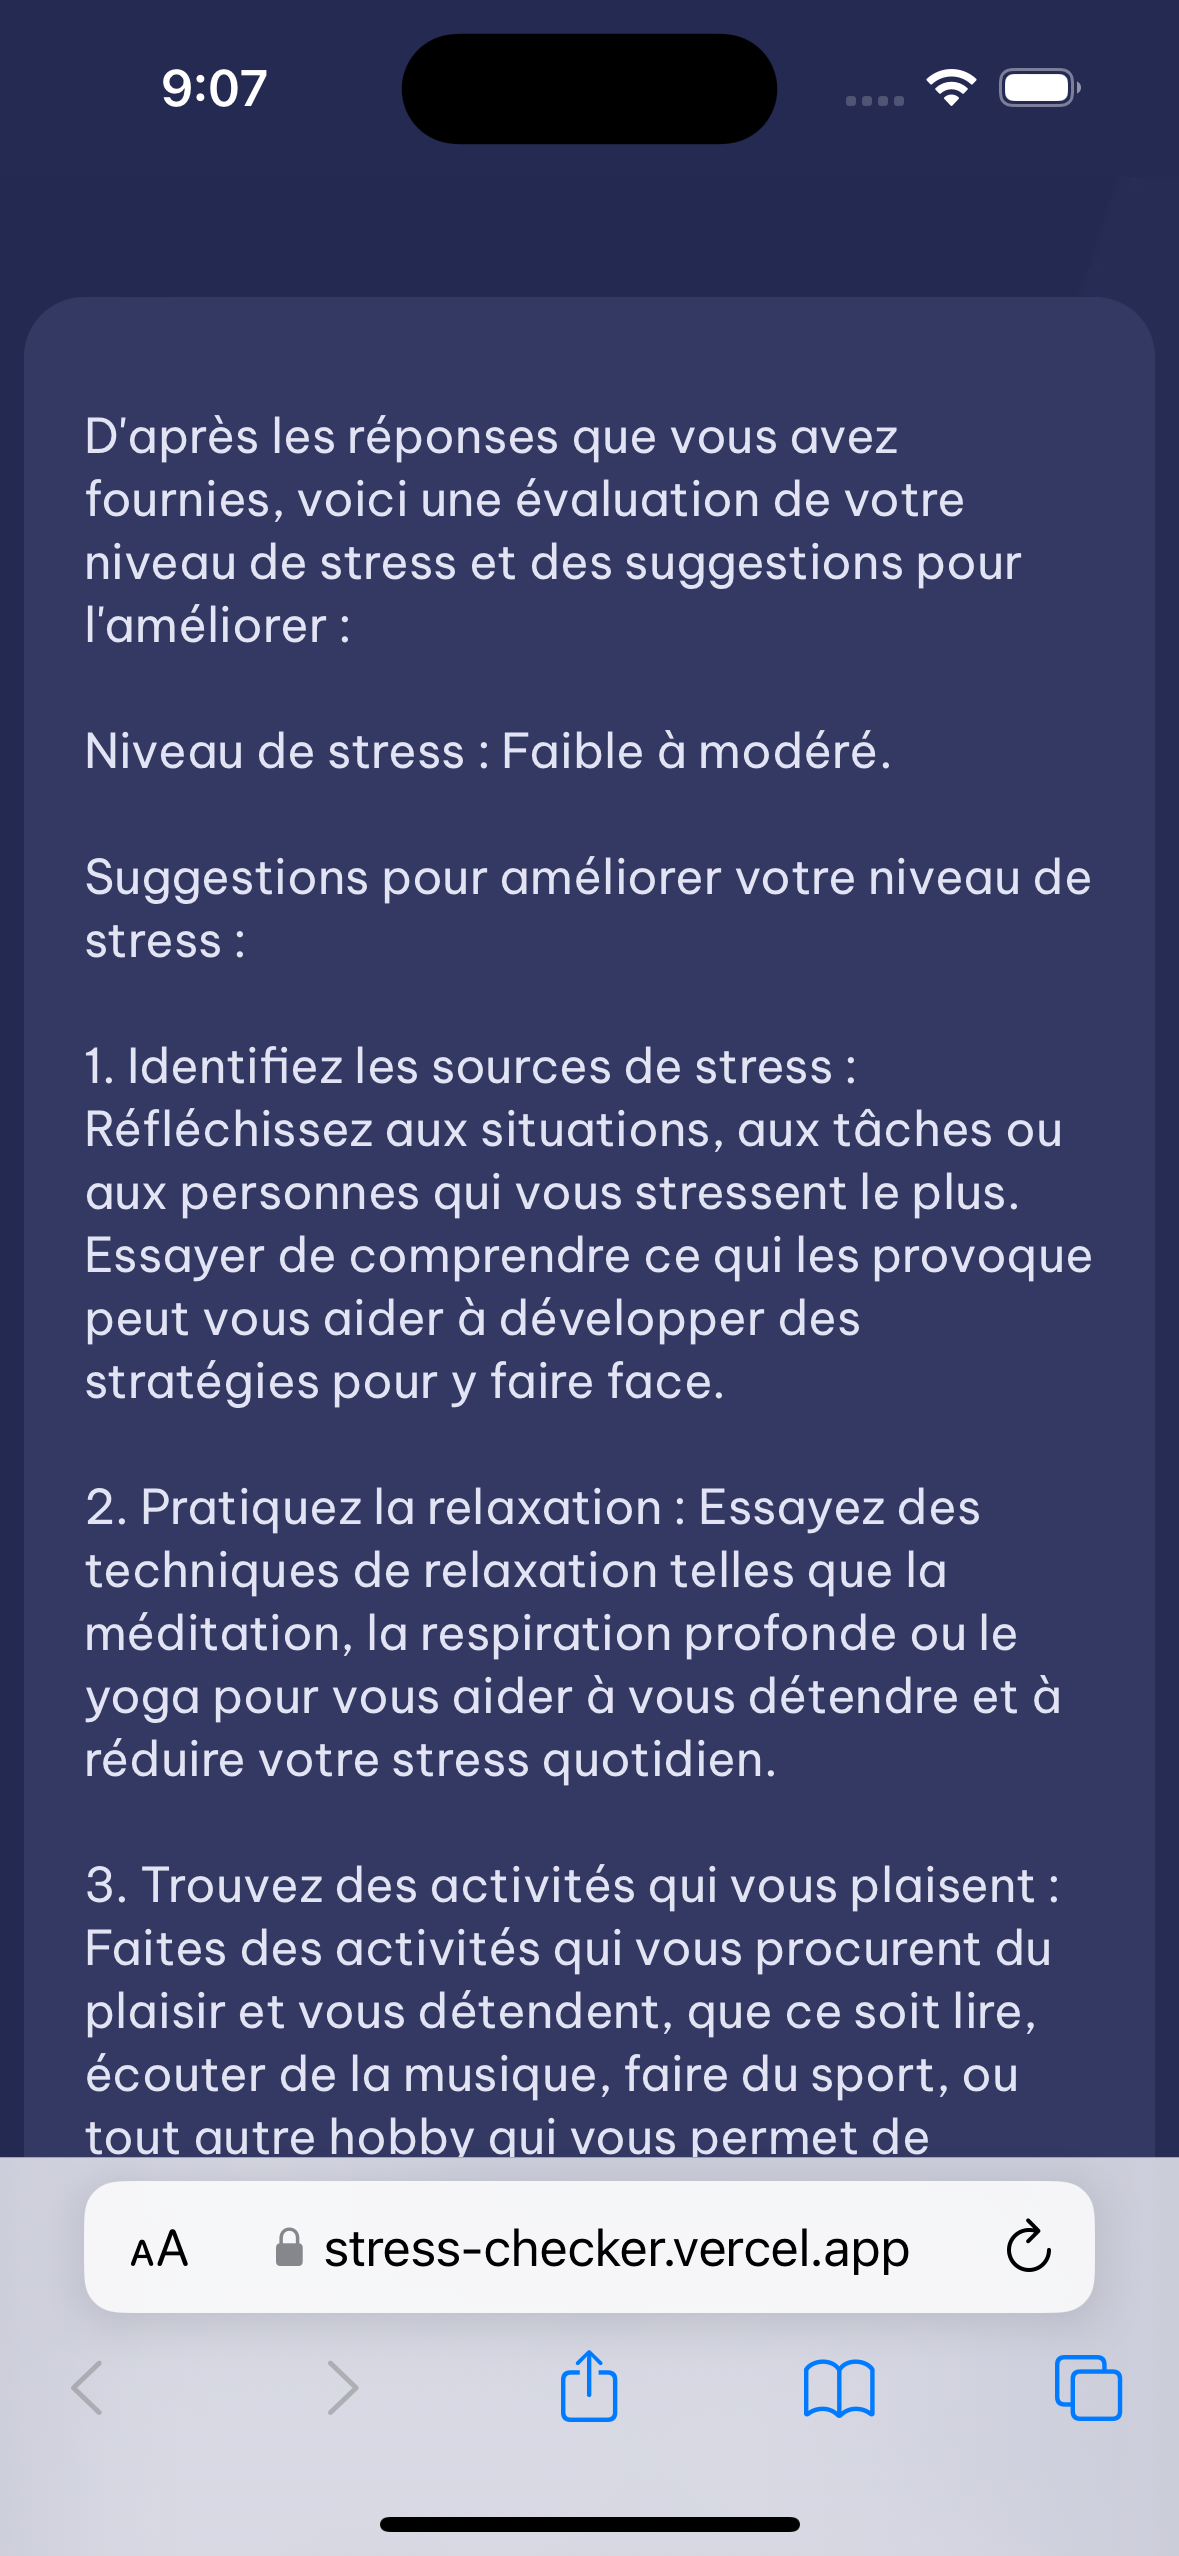 9:07
D'après les réponses que vous avez
fournies, voici une évaluation de votre
niveau de stress et des suggestions pour
l'améliorer :
Niveau de stress : Faible à modéré.
Suggestions pour améliorer votre niveau de
stress :
1. Identifiez les sources de stress :
Réfléchissez aux situations, aux tâches ou
aux personnes qui vous stressent le plus.
Essayer de comprendre ce qui les provoque
peut vous aider à développer des
stratégies pour y faire face.
2. Pratiquez la relaxation : Essayez des
techniques de relaxation telles que la
méditation, la respiration profonde ou le
yoga pour vous aider à vous détendre et à
réduire votre stress quotidien.
3. Trouvez des activités qui vous plaisent :
Faites des activités qui vous procurent du
plaisir et vous détendent, que ce soit lire,
écouter de la musique, faire du sport, ou
tout autre hobby qui vous permet de
AA stress-checker.vercel.app